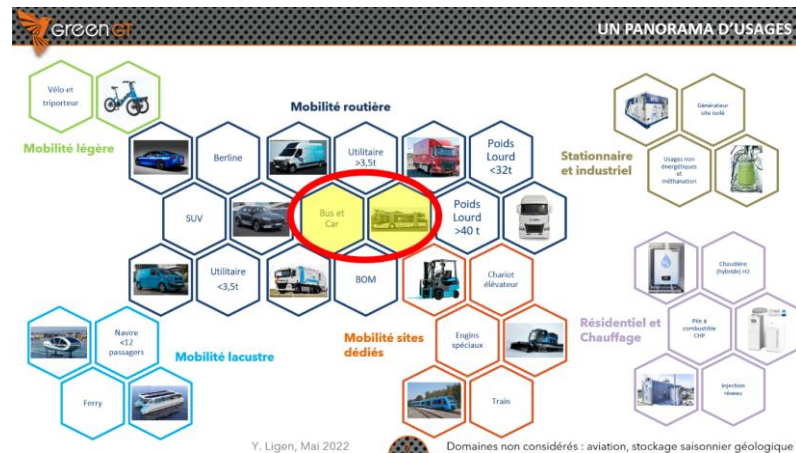 GreenGT
UN PANORAMA D'USAGES
Vélo et
triporteur
Mobilité légère
Mobilité routière
Berline
Utilitaire
>3,5t
Poids
Lourd
<32t
SUV
Bus et
Car
Poids
Lourd
>40 t
Utilitaire
<3,5t
BOM
Stationnaire
et industriel
Générateur
site isolé
Usages non
énergétiques
et
méthanation
Navire
<12
passagers
Mobilité lacustre
Ferry
Mobilité sites
dédiés
Chariot
élévateur
Engins
spéciaux
Train
Résidentiel et
Chauffage
Chaudière
(hybride) H2
Pile à
combustible
CHP
Injection
réseau
Y. Ligen, Mai 2022
Domaines non considérés : aviation, stockage saisonnier géologique